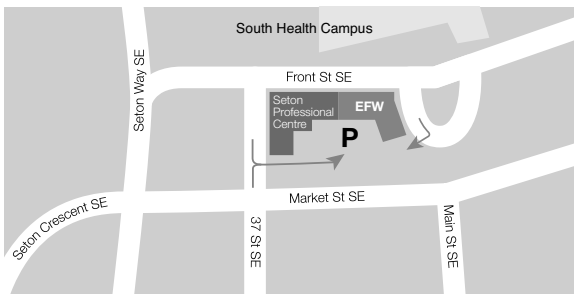 South Health Campus
Seton Way SE
Front St SE
Seton
Professional
Centre
EFW
P
Seton Crescent SE
Market St SE
37 St SE
Main St SE